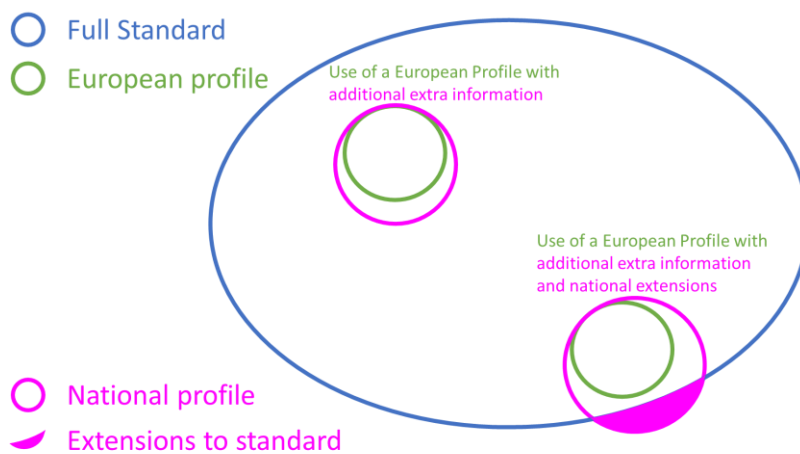 Full Standard
European profile
Use of a European Profile with
additional extra information
Use of a European Profile with
additional extra information
and national extensions
National profile
Extensions to standard